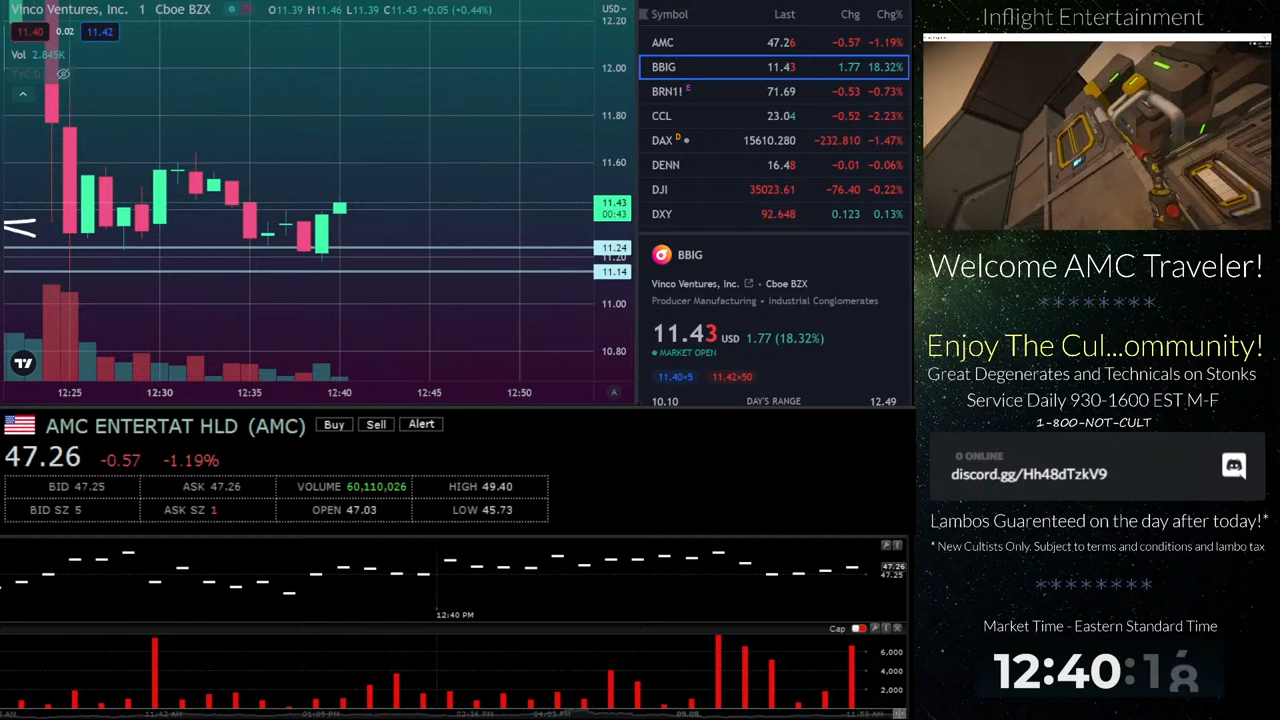 Vinco Ventures, Inc. 1 Cboe BZX O11.39 H11.46 L11.39 C11.43 +0.05 (+0.44%)
USD
11.40 0.02 11.42
Vol 2.845K
12.20
12.00
11.80
11.60
11.43
00:43
11.24
11.20
11.14
11.00
10.80
12:25 12:30 12:35 12:40 12:45 12:50
A
Symbol Last Chg Chg%
AMC 47.26 −0.57 −1.19%
BBIG 11.43 1.77 18.32%
BRN1! E 71.69 −0.53 −0.73%
CCL 23.04 −0.52 −2.23%
DAX D 15610.280 −232.810 −1.47%
DENN 16.48 −0.01 −0.06%
DJI 35023.61 −76.40 −0.22%
DXY 92.648 0.123 0.13%
BBIG
Vinco Ventures, Inc. • Cboe BZX
Producer Manufacturing • Industrial Conglomerates
11.43 USD 1.77 (18.32%)
MARKET OPEN
11.40×5 11.42×50
10.10 DAY'S RANGE 12.49
AMC ENTERTAT HLD (AMC) Buy Sell Alert
47.26 -0.57 -1.19%
BID 47.25 ASK 47.26 VOLUME 60,110,026 HIGH 49.40
BID SZ 5 ASK SZ 1 OPEN 47.03 LOW 45.73
47.26
47.25
12:40 PM
Cap
6,000
4,000
2,000
Inflight Entertainment
Welcome AMC Traveler!
********
Enjoy The Cul...ommunity!
Great Degenerates and Technicals on Stonks
Service Daily 930-1600 EST M-F
1-800-NOT-CULT
0 ONLINE
discord.gg/Hh48dTzkV9
Lambos Guarenteed on the day after today!*
* New Cultists Only. Subject to terms and conditions and lambo tax
********
Market Time - Eastern Standard Time
12:40:18